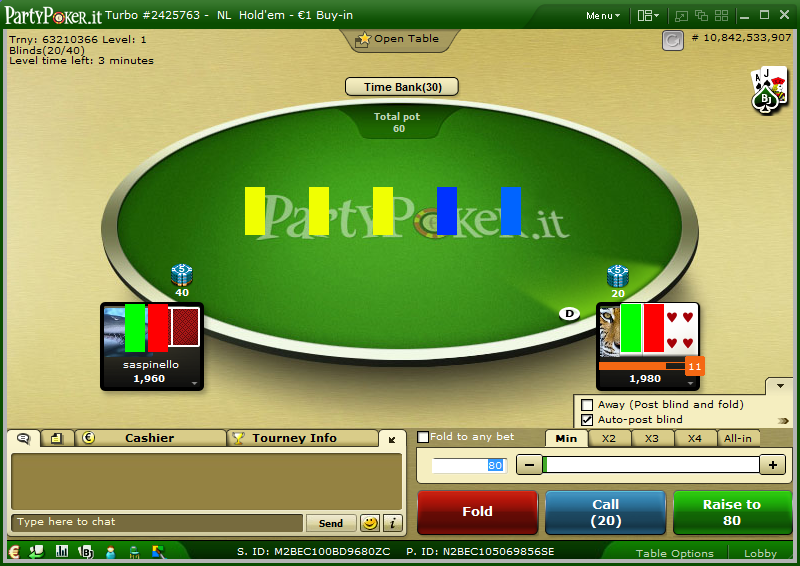 PartyPoker.it Turbo #2425763 - NL Hold'em - €1 Buy-in
Menu
Trny: 63210366 Level: 1
Blinds(20/40)
Level time left: 3 minutes
Open Table
# 10,842,533,907
A J
BJ
Time Bank(30)
Total pot
60
PartyPoker.it
40
20
D
saspinello
1,960
11
1,980
Away (Post blind and fold)
Auto-post blind
Cashier
Tourney Info
Fold to any bet
Min
X2
X3
X4
All-in
80
Fold
Call
(20)
Raise to
80
Type here to chat
Send
S. ID: M2BEC100BD9680ZC P. ID: N2BEC105069856SE
Table Options
Lobby